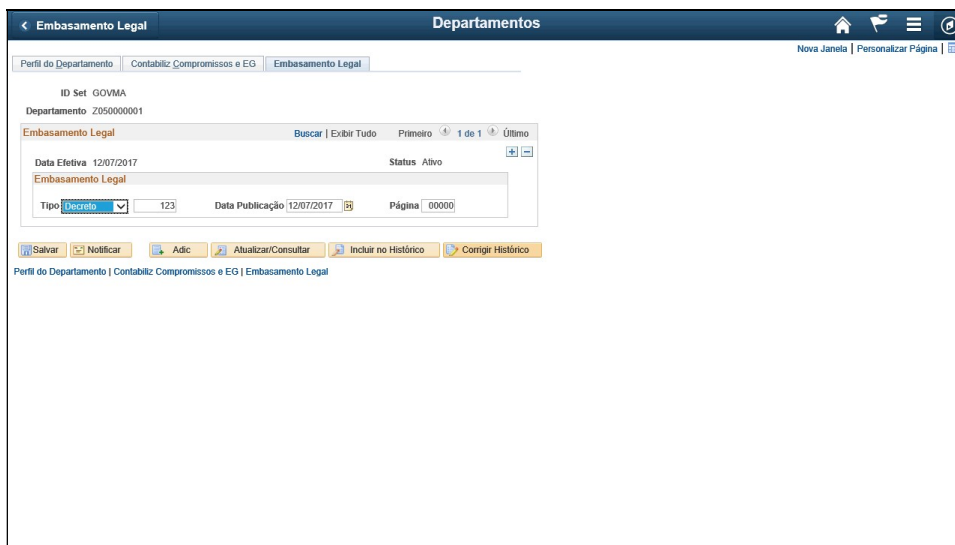 Embasamento Legal Departamentos
Nova Janela | Personalizar Página |
Perfil do Departamento Contabiliz Compromissos e EG Embasamento Legal
ID Set GOVMA
Departamento Z050000001
Embasamento Legal Buscar | Exibir Tudo Primeiro 1 de 1 Último
Data Efetiva 12/07/2017 Status Ativo
Embasamento Legal
Tipo Decreto 123 Data Publicação 12/07/2017 31 Página 00000
Salvar Notificar Adic Atualizar/Consultar Incluir no Histórico Corrigir Histórico
Perfil do Departamento | Contabiliz Compromissos e EG | Embasamento Legal